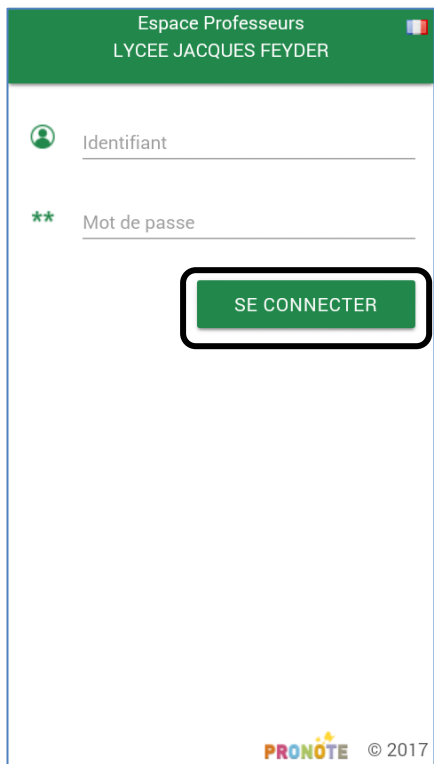 Espace Professeurs
LYCEE JACQUES FEYDER
Identifiant
** Mot de passe
SE CONNECTER
PRONOTE © 2017